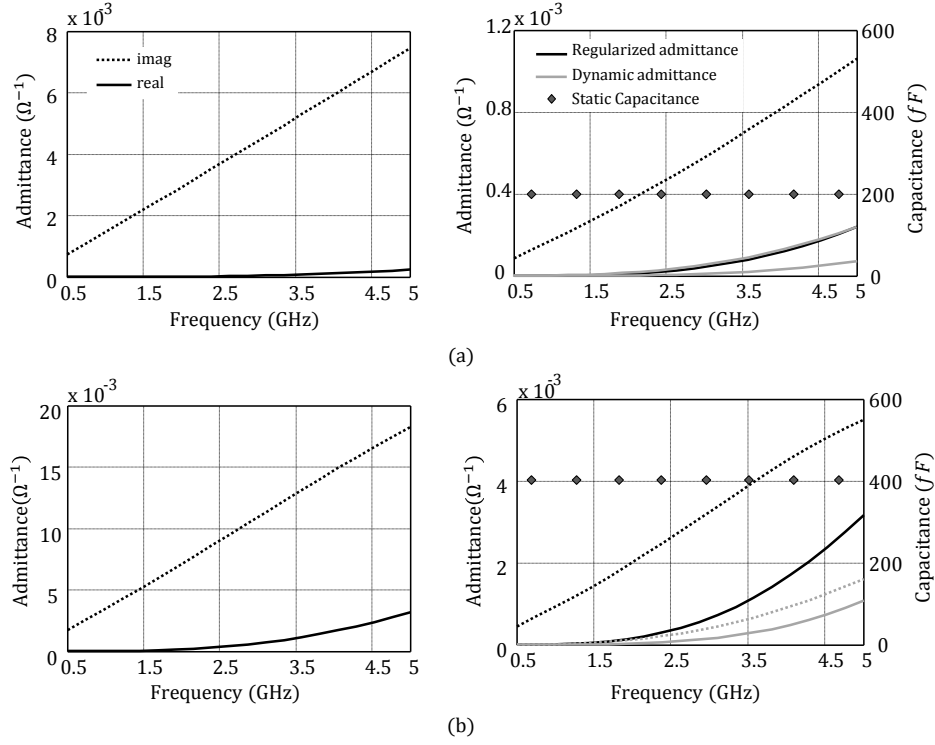 x 10⁻³
8
6
4
2
0
Admittance (Ω⁻¹)
imag
real
0.5 1.5 2.5 3.5 4.5 5
Frequency (GHz)
x 10⁻³
1.2
0.8
0.4
0
Admittance (Ω⁻¹)
Regularized admittance
Dynamic admittance
Static Capacitance
600
400
200
0
Capacitance (fF)
0.5 1.5 2.5 3.5 4.5 5
Frequency (GHz)
(a)
x 10⁻³
20
15
10
5
0
Admittance(Ω⁻¹)
0.5 1.5 2.5 3.5 4.5 5
Frequency (GHz)
x 10⁻³
6
4
2
0
Admittance(Ω⁻¹)
600
400
200
0
Capacitance (fF)
0.5 1.5 2.5 3.5 4.5 5
Frequency (GHz)
(b)